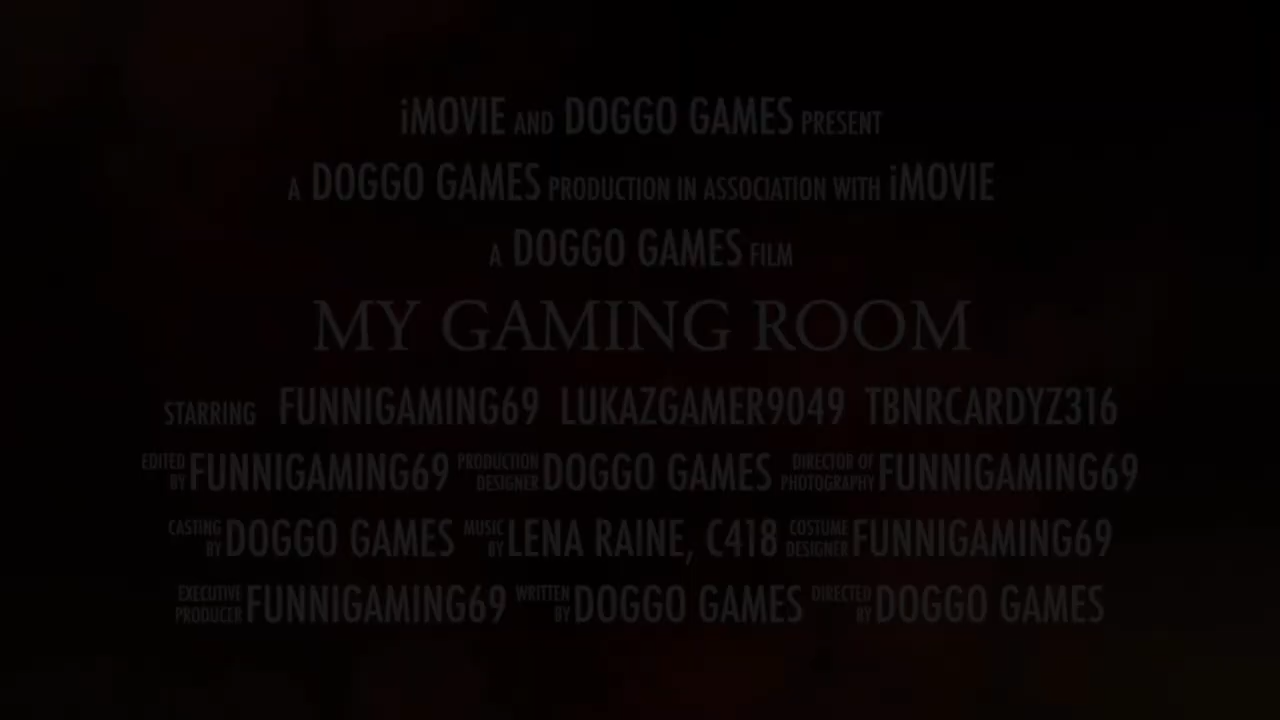 iMOVIE AND DOGGO GAMES PRESENT
A DOGGO GAMES PRODUCTION IN ASSOCIATION WITH iMOVIE
A DOGGO GAMES FILM
MY GAMING ROOM
STARRING FUNNIGAMING69 LUKAZGAMER9049 TBNRCARDYZ316
EDITED BY FUNNIGAMING69 PRODUCTION DESIGNER DOGGO GAMES DIRECTOR OF PHOTOGRAPHY FUNNIGAMING69
CASTING BY DOGGO GAMES MUSIC BY LENA RAINE, C418 COSTUME DESIGNER FUNNIGAMING69
EXECUTIVE PRODUCER FUNNIGAMING69 WRITTEN BY DOGGO GAMES DIRECTED BY DOGGO GAMES